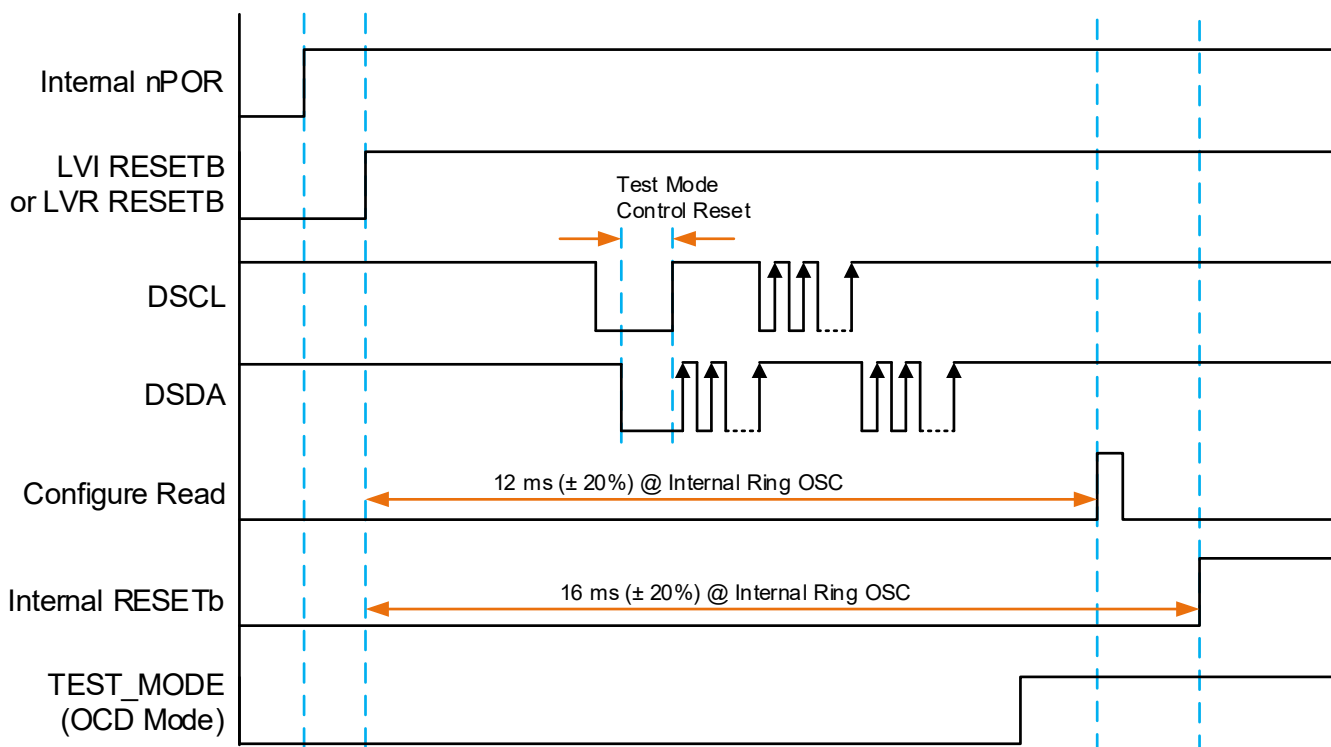 Internal nPOR
LVI RESETB
or LVR RESETB
Test Mode
Control Reset
DSCL
DSDA
Configure Read
12 ms (± 20%) @ Internal Ring OSC
Internal RESETb
16 ms (± 20%) @ Internal Ring OSC
TEST_MODE
(OCD Mode)